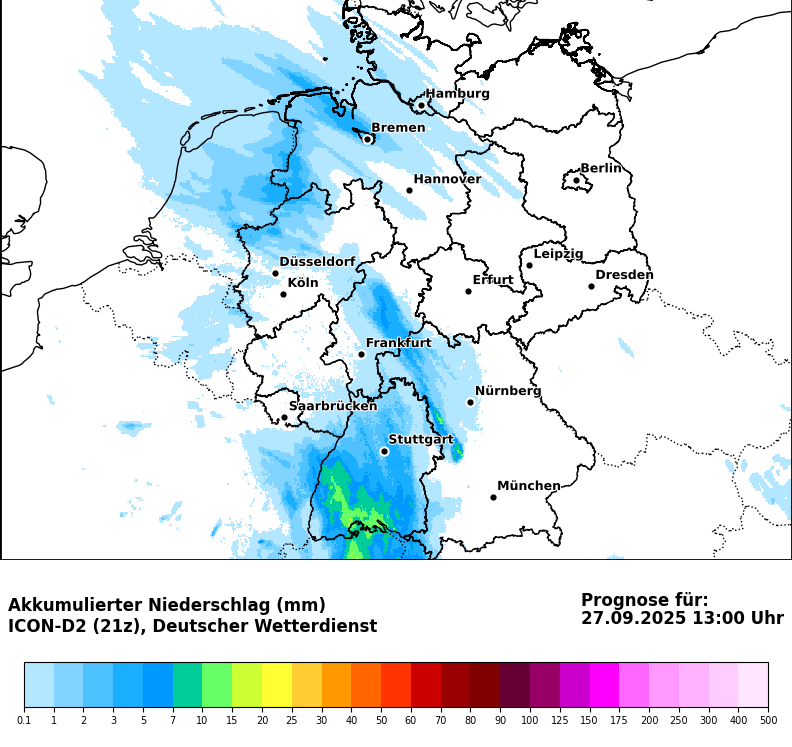 Hamburg
Bremen
Berlin
Hannover
Leipzig
Düsseldorf
Dresden
Köln
Erfurt
Frankfurt
Nürnberg
Saarbrücken
Stuttgart
München
Akkumulierter Niederschlag (mm)
ICON-D2 (21z), Deutscher Wetterdienst
Prognose für:
27.09.2025 13:00 Uhr
0.1 1 2 3 5 7 10 15 20 25 30 40 50 60 70 80 90 100 125 150 175 200 250 300 400 500